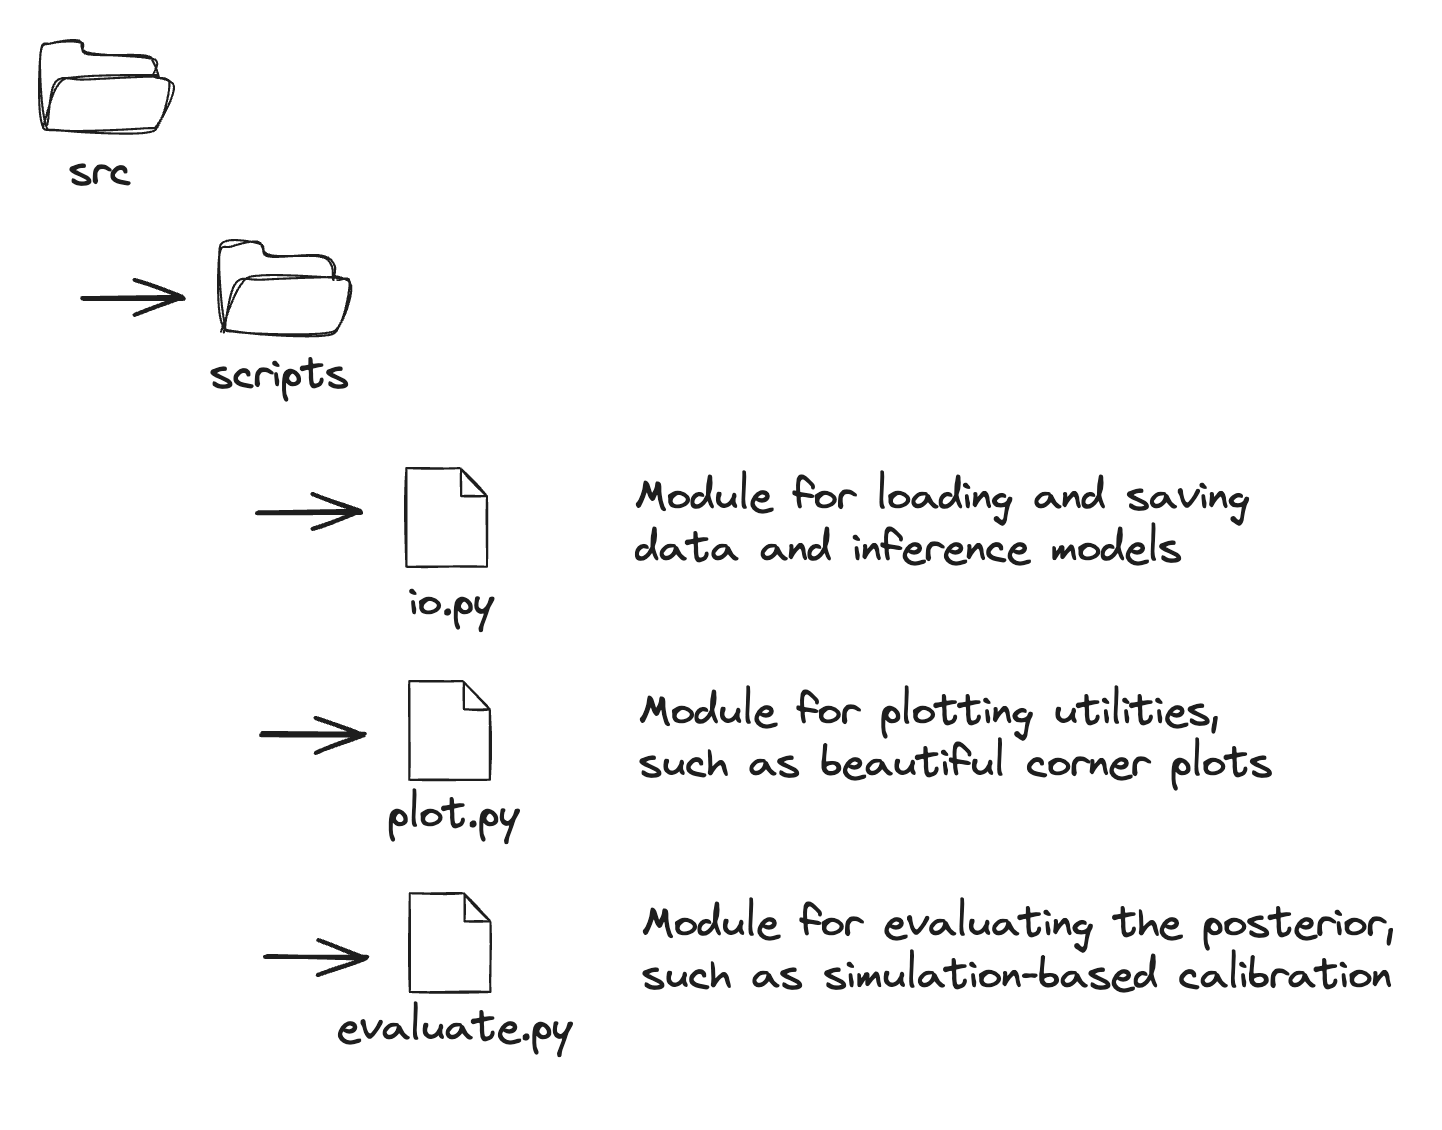 src
scripts
Module for loading and saving
data and inference models
io.py
Module for plotting utilities,
such as beautiful corner plots
plot.py
Module for evaluating the posterior,
such as simulation-based calibration
evaluate.py